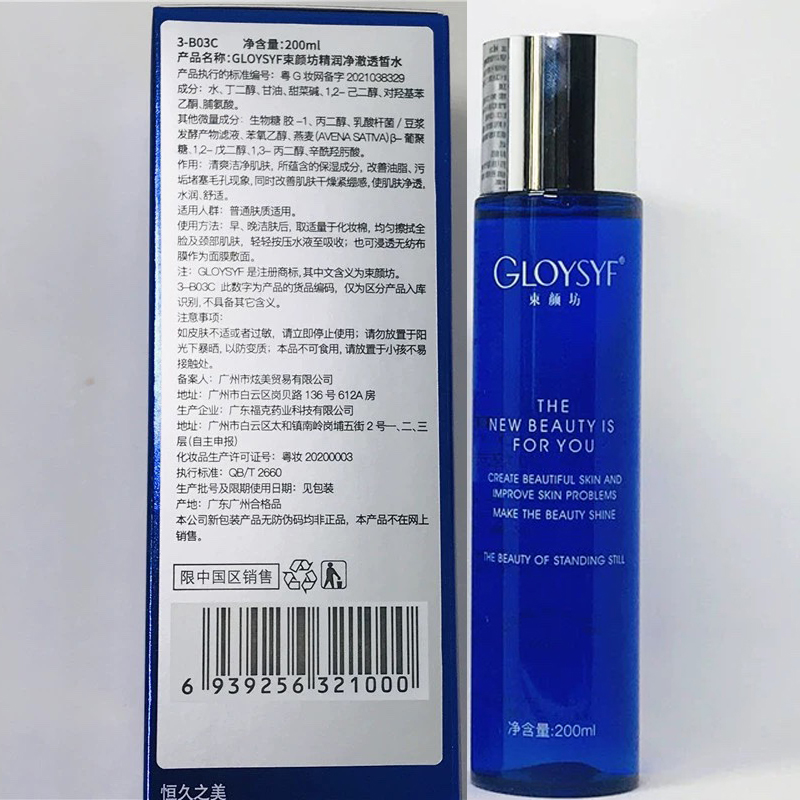 3-B03C 净含量:200ml
产品名称:GLOYSYF束颜坊精润净澈透皙水
产品执行的标准编号：粤G妆网备字2021038329
成分：水、丁二醇、甘油、甜菜碱、1,2-己二醇、对羟基苯
乙酮、脯氨酸。
其他微量成分：生物糖胶-1、丙二醇、乳酸杆菌/豆浆
发酵产物滤液、苯氧乙醇、燕麦(AVENA SATIVA)β-葡聚
糖、1,2-戊二醇、1,3-丙二醇、辛酰羟肟酸。
作用：清爽洁净肌肤，所蕴含的保湿成分，改善油脂、污
垢堵塞毛孔现象，同时改善肌肤干燥紧绷感，使肌肤净透，
水润、舒适。
适用人群：普通肤质适用。
使用方法：早、晚洁肤后，取适量于化妆棉，均匀擦拭全
脸及颈部肌肤，轻轻按压水液至吸收；也可浸透无纺布
膜作为面膜敷面。
注：GLOYSYF是注册商标，其中文含义为束颜坊。
3-B03C 此数字为产品的货品编码，仅为区分产品入库
识别，不具备其它含义。
注意事项：
如皮肤不适或者过敏，请立即停止使用；请勿放置于阳
光下暴晒，以防变质；本品不可食用，请放置于小孩不易
接触处。
备案人：广州市炫美贸易有限公司
地址：广州市白云区岗贝路136号612A房
生产企业：广东福克药业科技有限公司
地址：广州市白云区太和镇南岭岗埔五街2号一、二、三
层(自主申报)
化妆品生产许可证号：粤妆20200003
执行标准：QB/T 2660
生产批号及限期使用日期：见包装
产地：广东广州合格品
本公司新包装产品无防伪码均非正品，本产品不在网上
销售。
限中国区销售
6 939256 321000
恒久之美
GLOYSYF®
束颜坊
THE
NEW BEAUTY IS
FOR YOU
CREATE BEAUTIFUL SKIN AND
IMPROVE SKIN PROBLEMS
MAKE THE BEAUTY SHINE
THE BEAUTY OF STANDING STILL
净含量:200ml